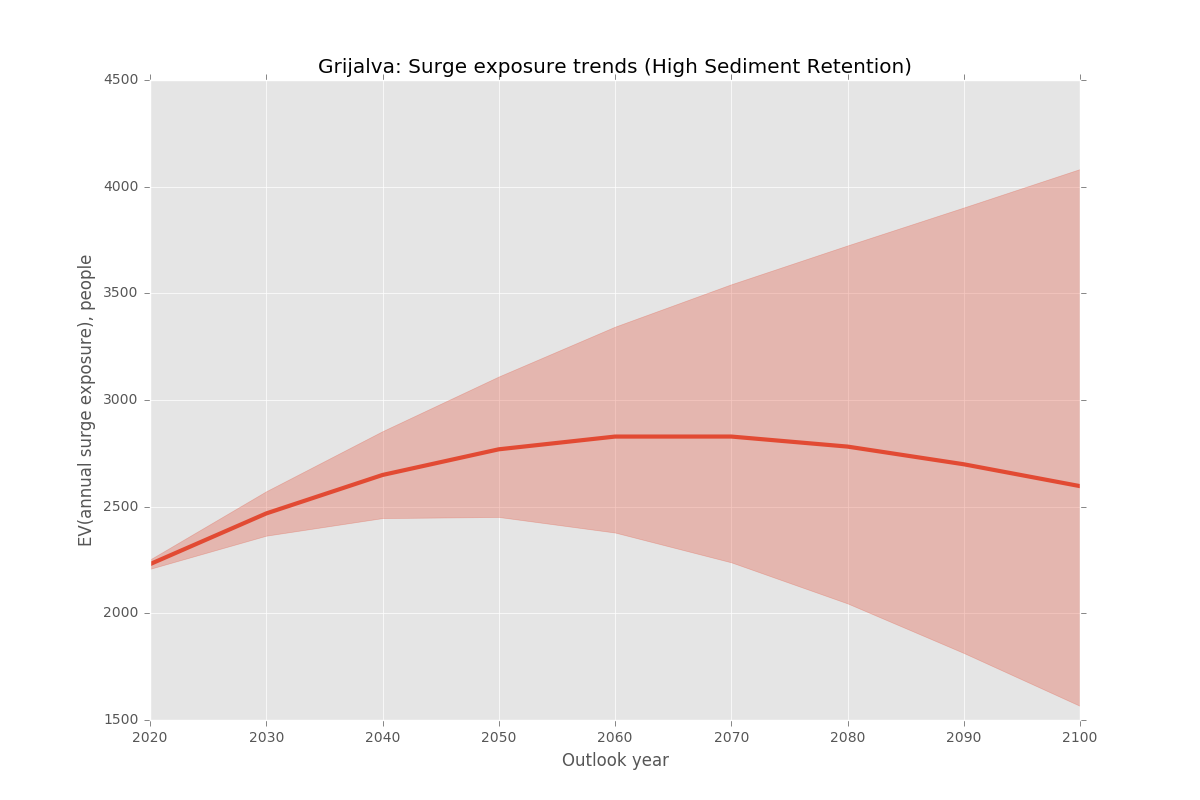 Grijalva: Surge exposure trends (High Sediment Retention)
4500
4000
3500
3000
2500
2000
1500
EV(annual surge exposure), people
2020 2030 2040 2050 2060 2070 2080 2090 2100
Outlook year